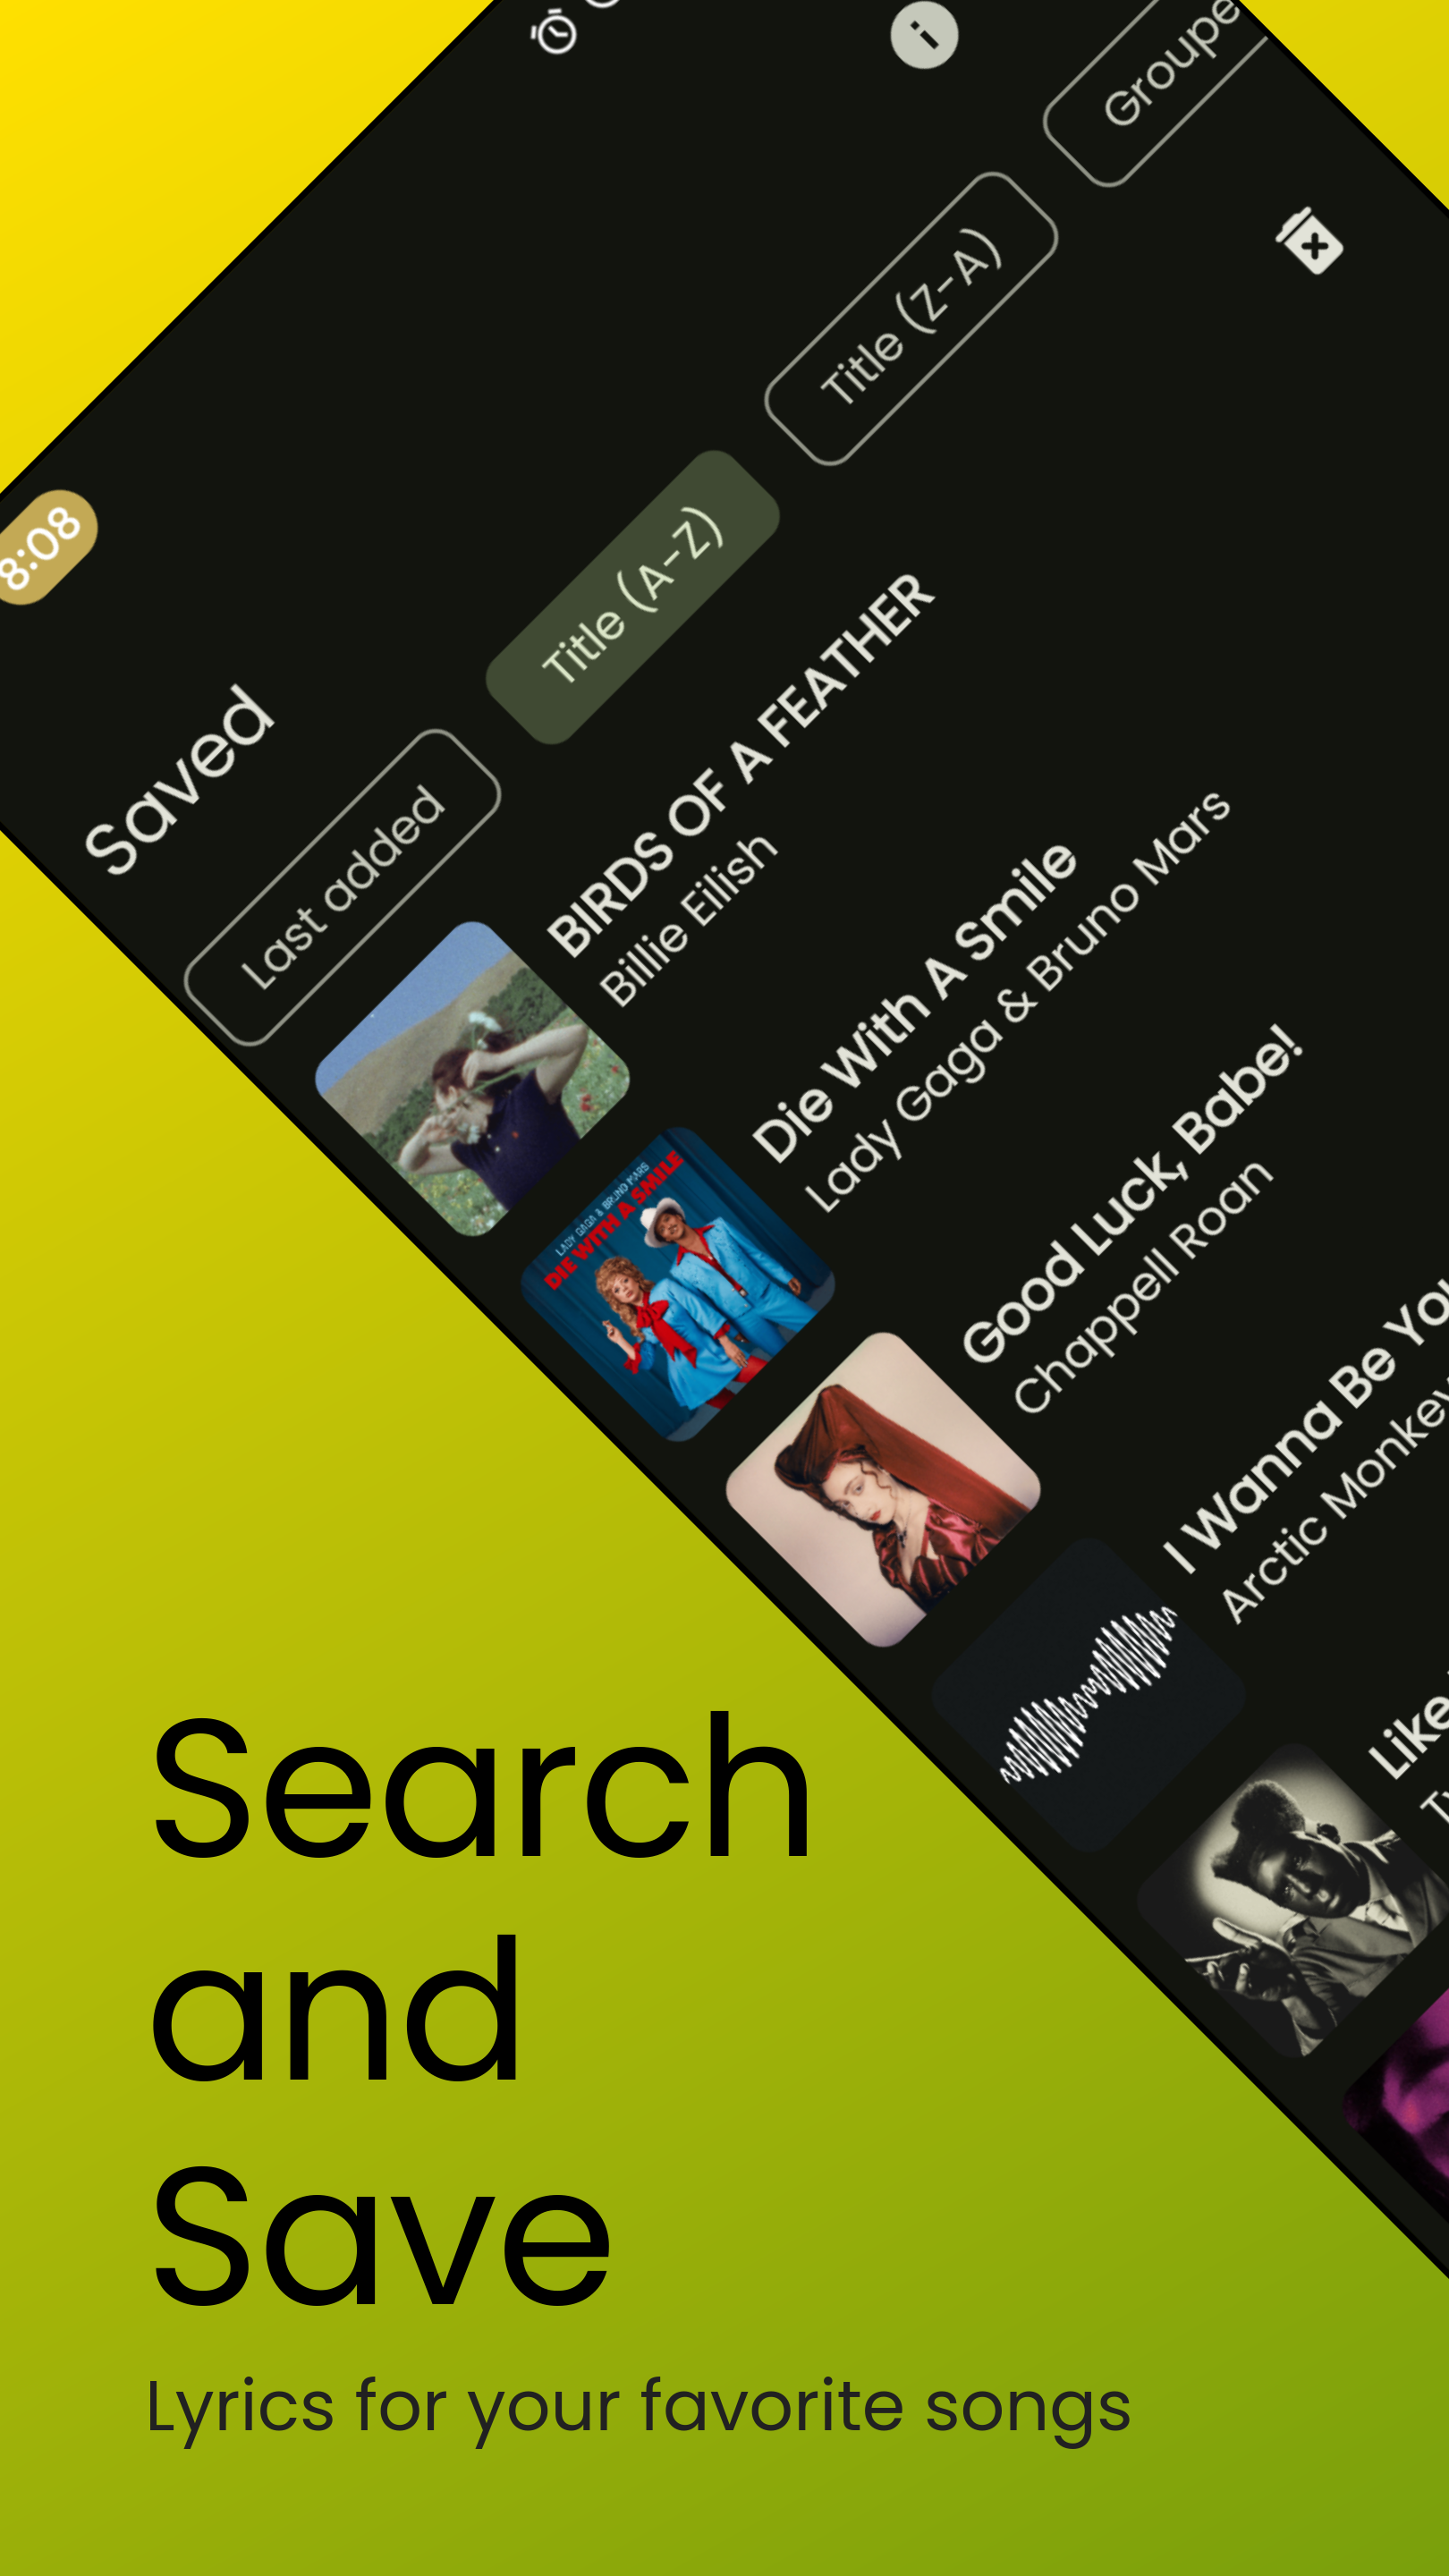 8:08
Saved
Last added
Title (A-Z)
Title (Z-A)
Groupe
BIRDS OF A FEATHER
Billie Eilish
LADY GAGA & BRUNO MARS
DIE WITH A SMILE
Die With A Smile
Lady Gaga & Bruno Mars
Good Luck, Babe!
Chappell Roan
I Wanna Be You
Arctic Monkey
Like
Search
and
Save
Lyrics for your favorite songs